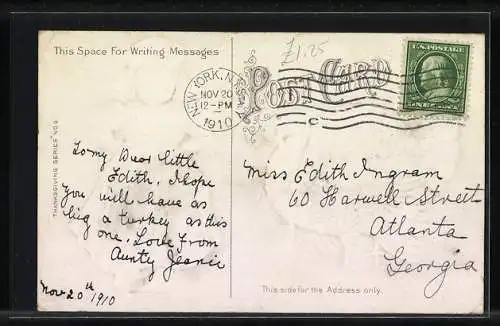 This Space For Writing Messages
£1.25
POST CARD
NEW YORK, N.Y.
NOV 20
12-PM
1910
C
U.S. POSTAGE
THANKSGIVING SERIES NO. 4
To my Dear little
Edith, I hope
you will have as
big a turkey as this
one. Love from
Aunty Jeanie
Nov 20th 1910
Miss Edith Ingram
60 Harwell Street
Atlanta
Georgia
This side for the Address only.